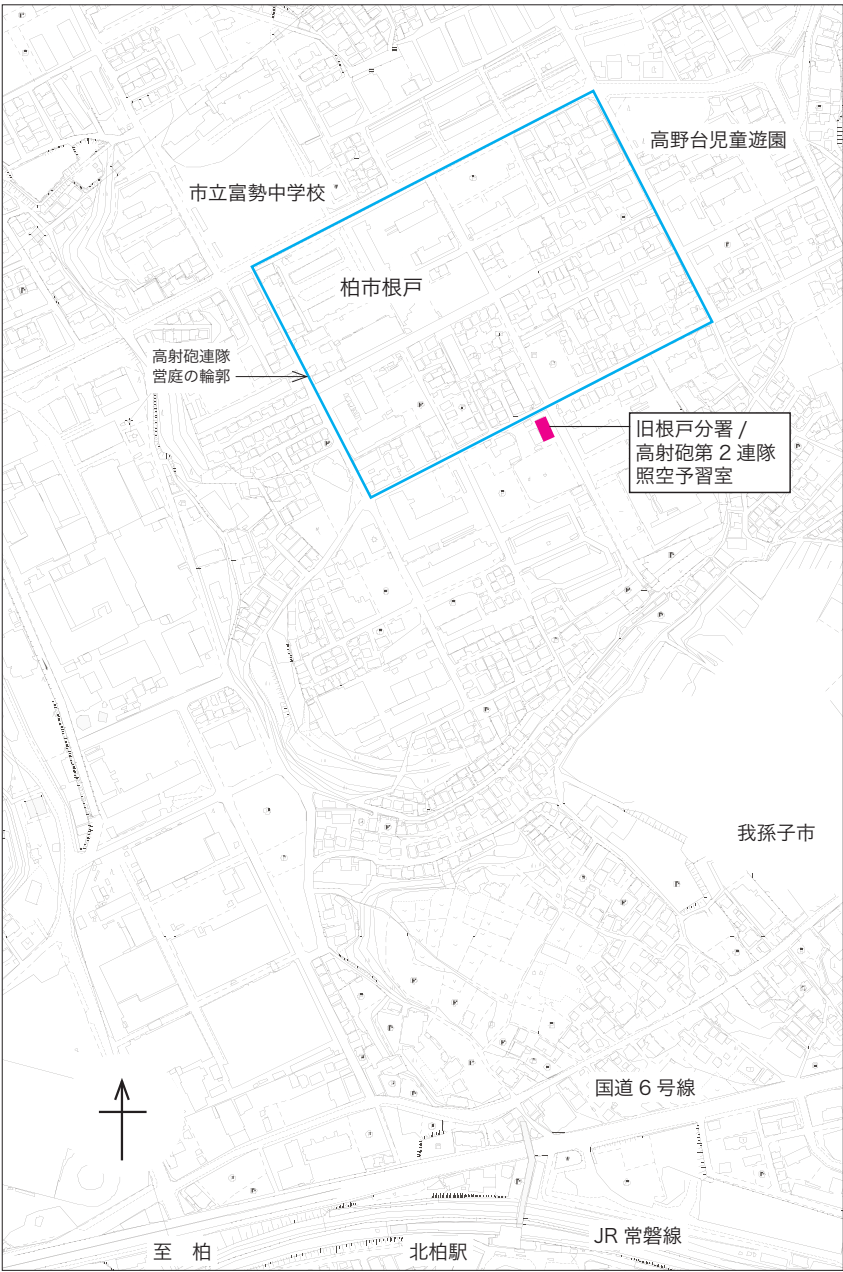 高野台児童遊園
市立富勢中学校
柏市根戸
高射砲連隊
営庭の輪郭
旧根戸分署 /
高射砲第 2 連隊
照空予習室
我孫子市
国道 6 号線
JR 常磐線
至　柏
北柏駅